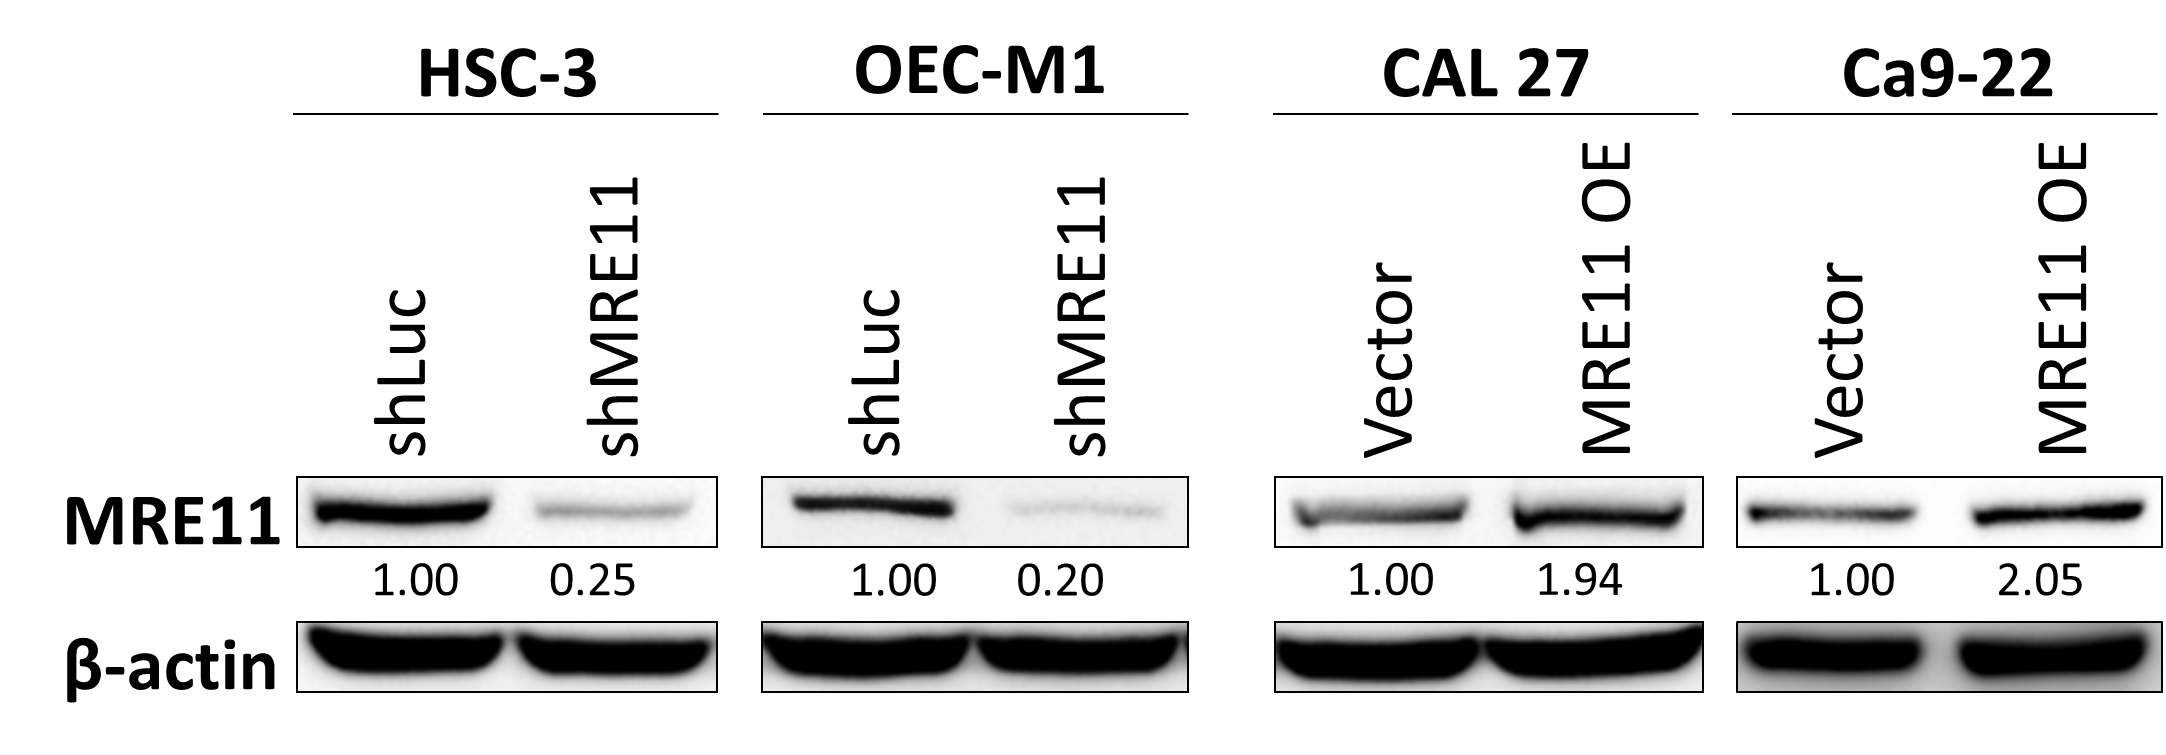 HSC-3 OEC-M1 CAL 27 Ca9-22
shLuc shMRE11 shLuc shMRE11 Vector MRE11 OE Vector MRE11 OE
MRE11
1.00 0.25 1.00 0.20 1.00 1.94 1.00 2.05
β-actin